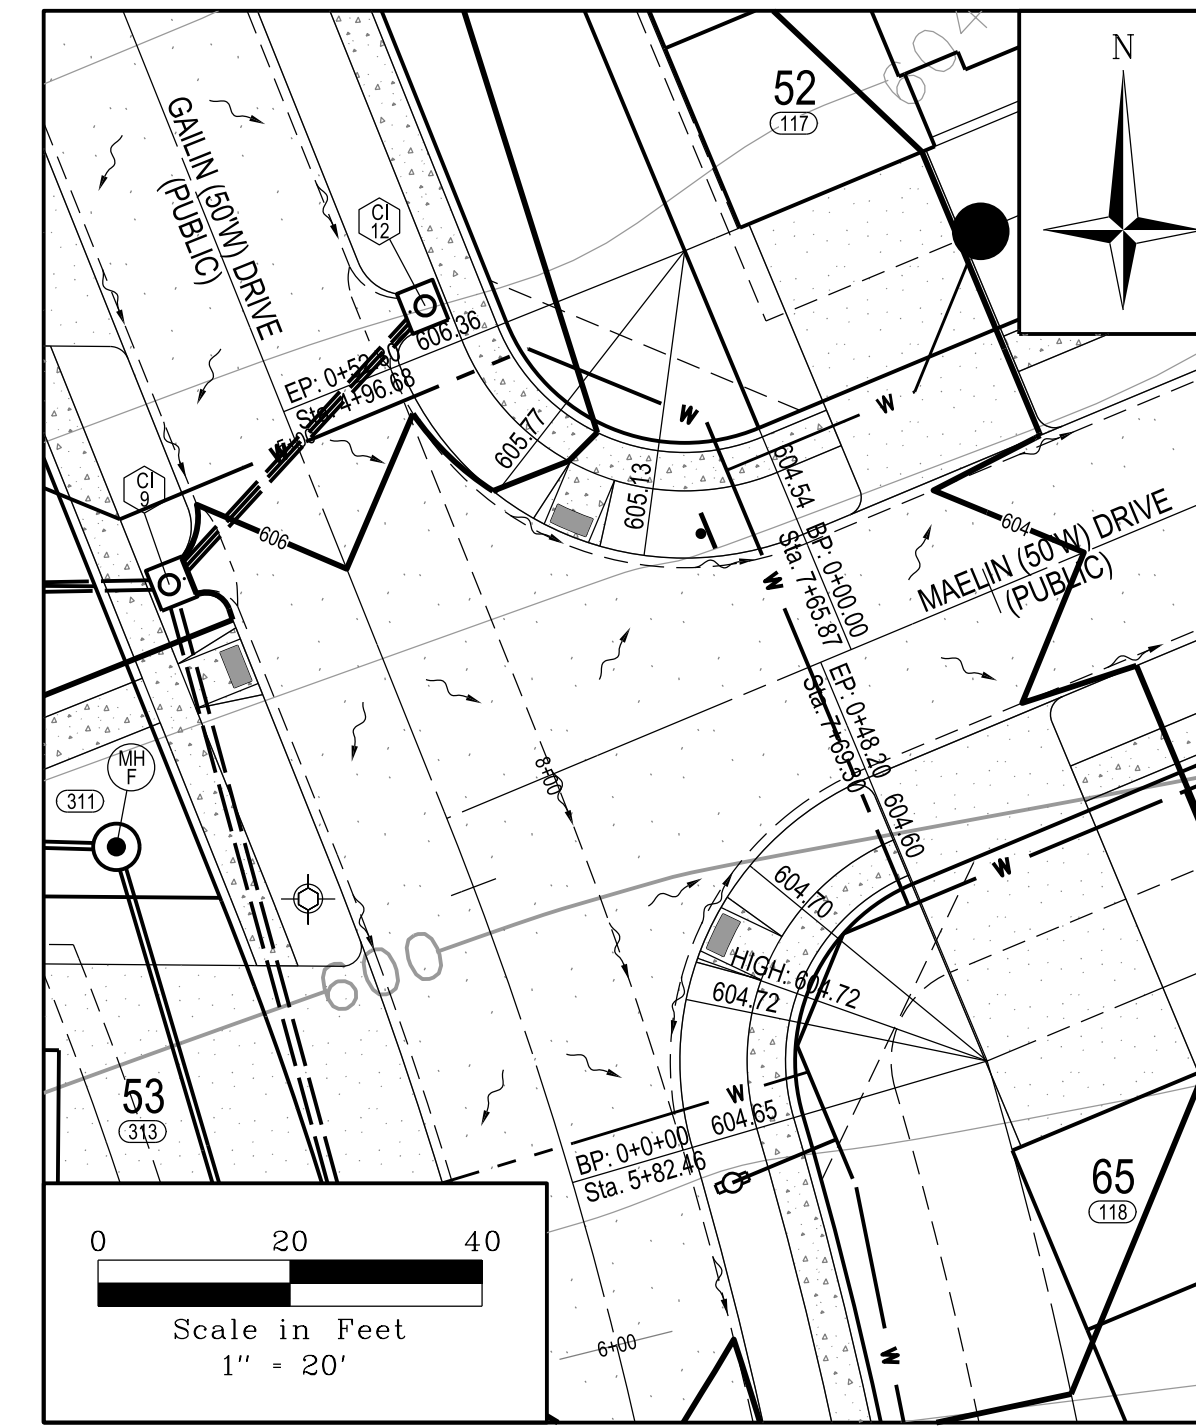 604
N
52
117
GAILIN (50'W) DRIVE
(PUBLIC)
CI
12
606.36
EP: 0+52.30
Sta. 4+96.68
605.77
W
W
W
CI
9
606
605.13
604.54
BP: 0+00.00
Sta. 7+65.87
604
MAELIN (50'W) DRIVE
(PUBLIC)
W
EP: 0+48.20
Sta. 7+69.30
MH
F
311
8+00
604.60
604.70
W
HIGH: 604.72
604.72
600
53
313
W
604.65
BP: 0+0+00
Sta. 5+82.46
65
118
0 20 40
Scale in Feet
1" = 20'
6+00
W